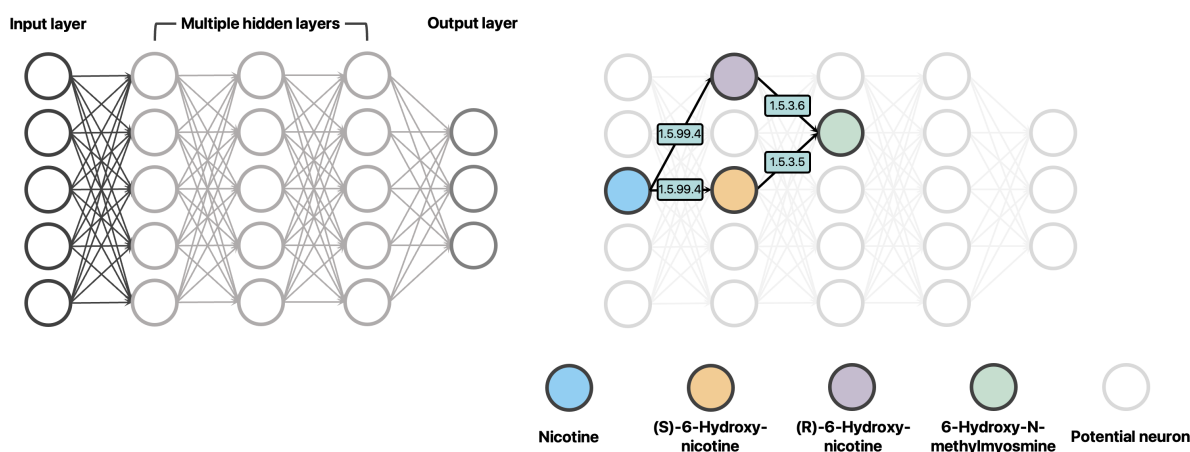 Input layer
Multiple hidden layers
Output layer
1.5.3.6
1.5.99.4
1.5.3.5
1.5.99.4
Nicotine
(S)-6-Hydroxy-
nicotine
(R)-6-Hydroxy-
nicotine
6-Hydroxy-N-
methylmyosmine
Potential neuron